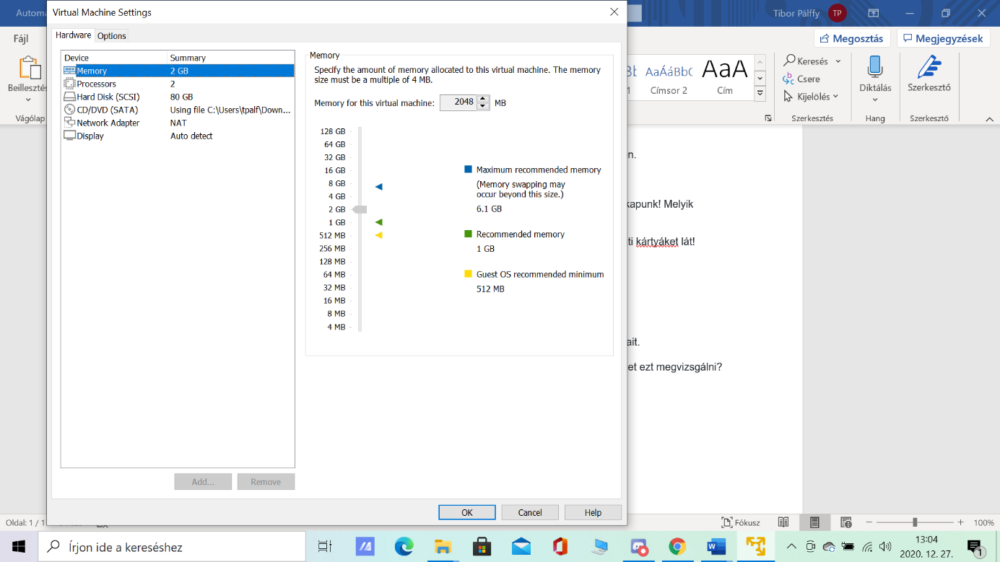 Automa
Virtual Machine Settings
Tibor Pálffy
TP
Fájl
Hardware
Options
Megosztás
Megjegyzések
Device
Summary
Memory
2 GB
Processors
2
Hard Disk (SCSI)
80 GB
CD/DVD (SATA)
Using file C:\Users\tpalf\Down...
Network Adapter
NAT
Display
Auto detect
Add...
Remove
Memory
Specify the amount of memory allocated to this virtual machine. The memory
size must be a multiple of 4 MB.
Memory for this virtual machine:
2048
MB
128 GB
64 GB
32 GB
16 GB
8 GB
4 GB
2 GB
1 GB
512 MB
256 MB
128 MB
64 MB
32 MB
16 MB
8 MB
4 MB
Maximum recommended memory
(Memory swapping may
occur beyond this size.)
6.1 GB
Recommended memory
1 GB
Guest OS recommended minimum
512 MB
OK
Cancel
Help
Beillesztés
Vágólap
AaÁáBbC
AaA
1
Címsor 2
Cím
Keresés
Csere
Kijelölés
Szerkesztés
Diktálás
Hang
Szerkesztő
Szerkesztő
n.
kapunk! Melyik
ti kártyáket lát!
ait.
et ezt megvizsgálni?
Oldal: 1 / 1
Fókusz
100%
Írjon ide a kereséshez
13:04
2020. 12. 27.
1